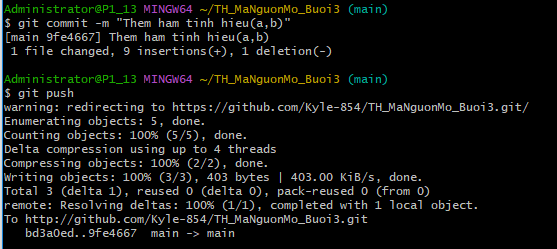 Administrator@P1_13 MINGW64 ~/TH_MaNguonMo_Buoi3 (main)
$ git commit -m "Them ham tinh hieu(a,b)"
[main 9fe4667] Them ham tinh hieu(a,b)
 1 file changed, 9 insertions(+), 1 deletion(-)

Administrator@P1_13 MINGW64 ~/TH_MaNguonMo_Buoi3 (main)
$ git push
warning: redirecting to https://github.com/Kyle-854/TH_MaNguonMo_Buoi3.git/
Enumerating objects: 5, done.
Counting objects: 100% (5/5), done.
Delta compression using up to 4 threads
Compressing objects: 100% (2/2), done.
Writing objects: 100% (3/3), 403 bytes | 403.00 KiB/s, done.
Total 3 (delta 1), reused 0 (delta 0), pack-reused 0 (from 0)
remote: Resolving deltas: 100% (1/1), completed with 1 local object.
To http://github.com/Kyle-854/TH_MaNguonMo_Buoi3.git
   bd3a0ed..9fe4667  main -> main